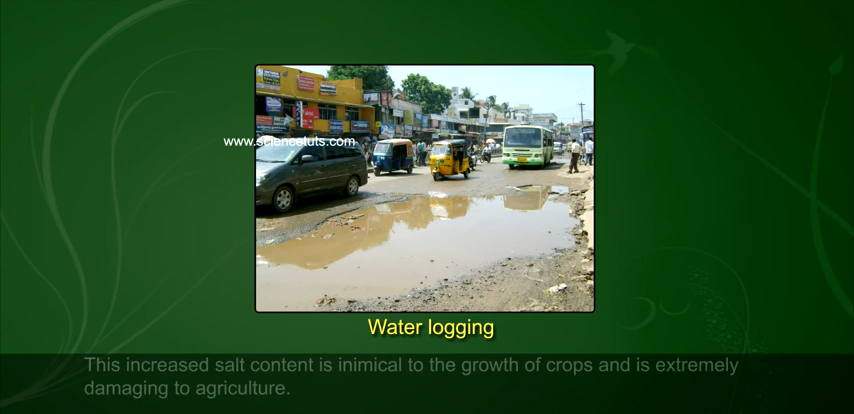 www.sciencetuts.com
Water logging
This increased salt content is inimical to the growth of crops and is extremely
damaging to agriculture.